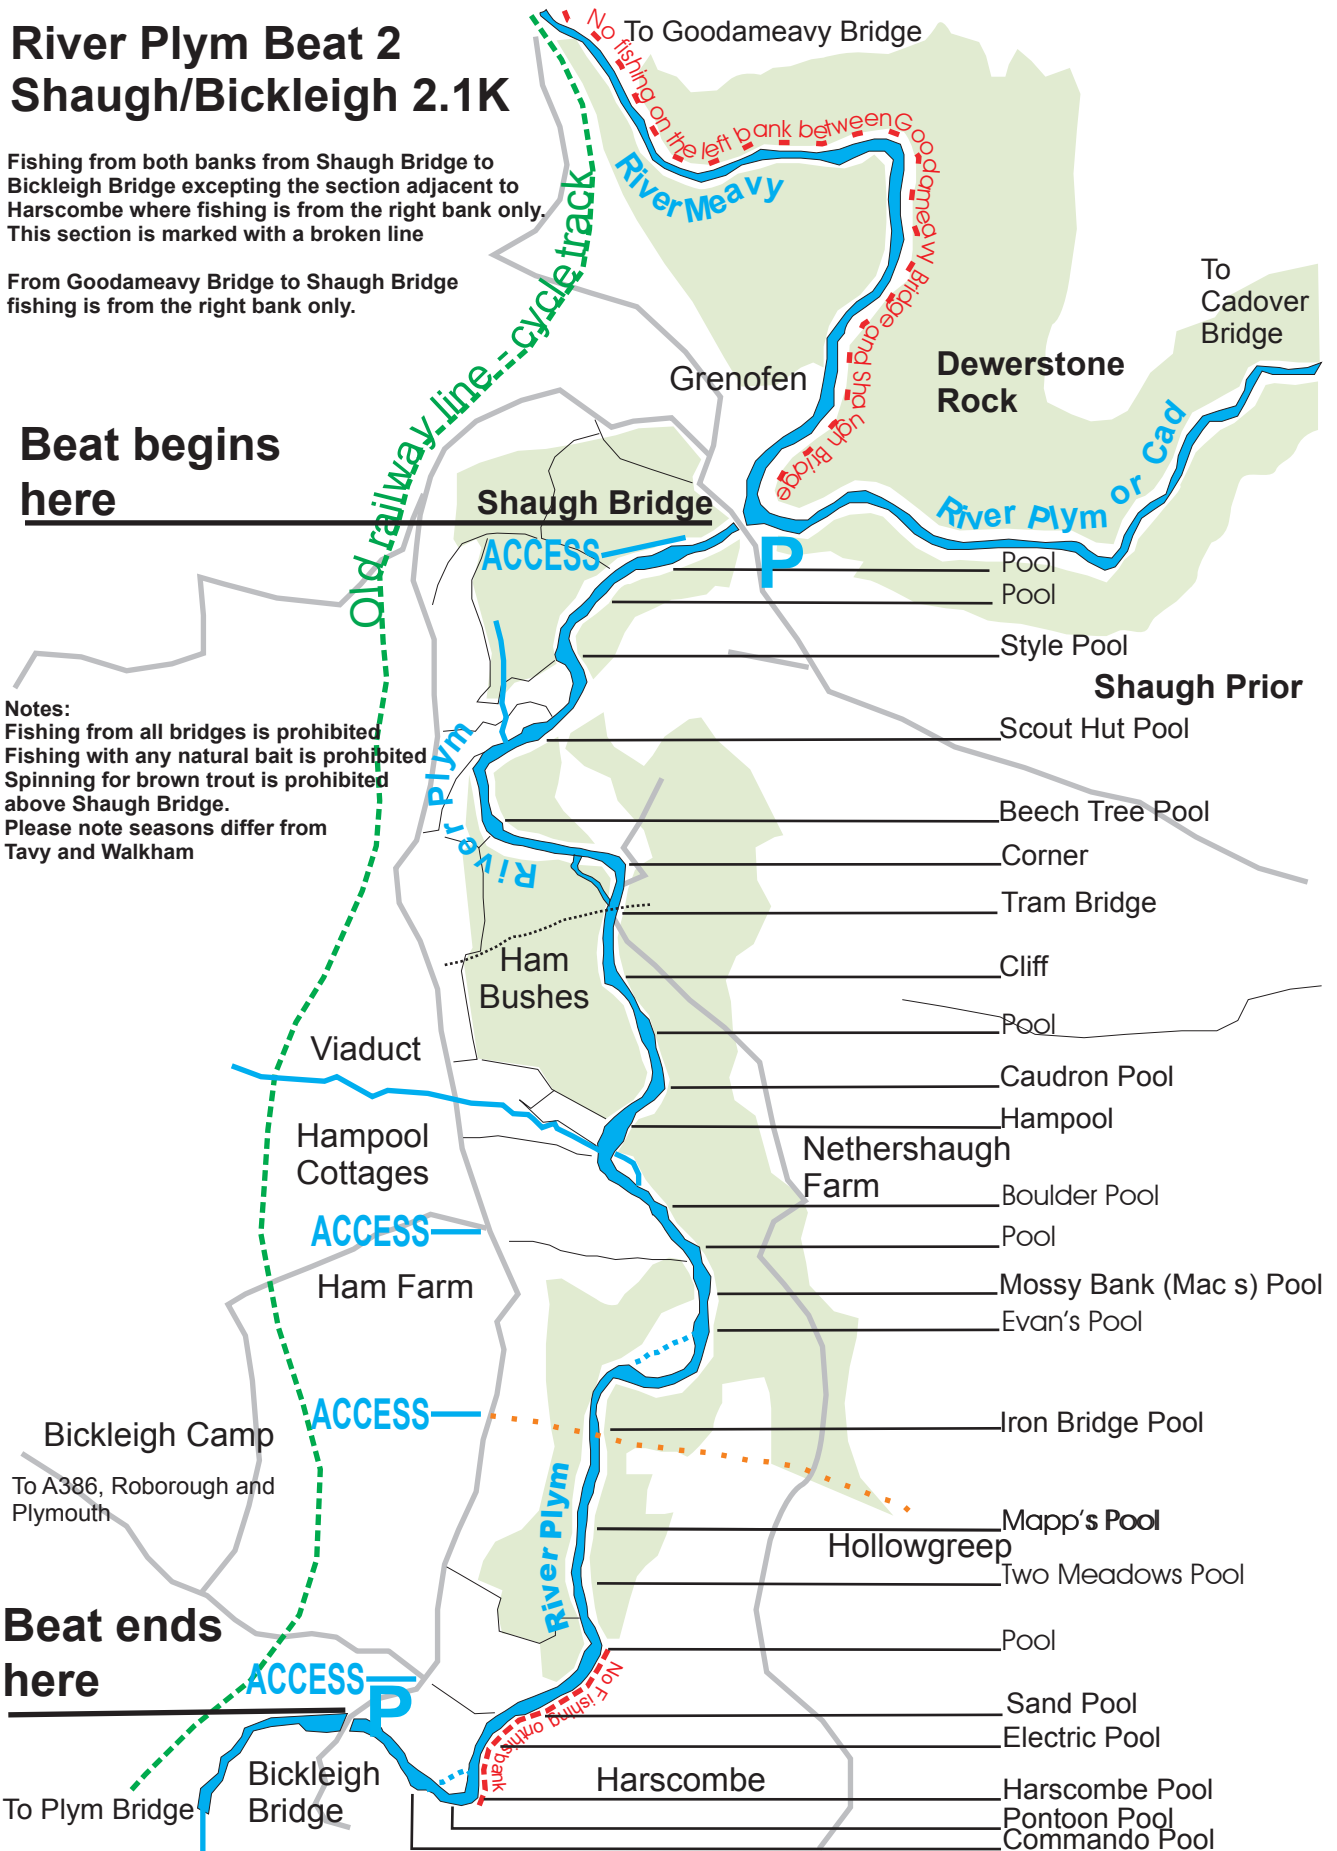 River Plym Beat 2
Shaugh/Bickleigh 2.1K
Fishing from both banks from Shaugh Bridge to
Bickleigh Bridge excepting the section adjacent to
Harscombe where fishing is from the right bank only.
This section is marked with a broken line
From Goodameavy Bridge to Shaugh Bridge
fishing is from the right bank only.
To Goodameavy Bridge
No fishing on the left bank between Goodameavy Bridge and Shaugh Bridge
River Meavy
Old railway line - cycle track
To
Cadover
Bridge
Grenofen
Dewerstone
Rock
River Plym or Cad
Beat begins
here
Shaugh Bridge
ACCESS
P
Pool
Pool
Style Pool
Shaugh Prior
Notes:
Fishing from all bridges is prohibited
Fishing with any natural bait is prohibited
Spinning for brown trout is prohibited
above Shaugh Bridge.
Please note seasons differ from
Tavy and Walkham
River Plym
Scout Hut Pool
Beech Tree Pool
Corner
Tram Bridge
Ham
Bushes
Cliff
Pool
Viaduct
Caudron Pool
Hampool
Hampool
Cottages
Nethershaugh
Farm
Boulder Pool
ACCESS
Pool
Ham Farm
Mossy Bank (Mac s) Pool
Evan's Pool
ACCESS
Iron Bridge Pool
Bickleigh Camp
To A386, Roborough and
Plymouth
River Plym
Mapp's Pool
Hollowgreep
Two Meadows Pool
Beat ends
here
Pool
ACCESS
P
No Fishing on this bank
Sand Pool
Electric Pool
Bickleigh
Bridge
Harscombe
Harscombe Pool
To Plym Bridge
Pontoon Pool
Commando Pool